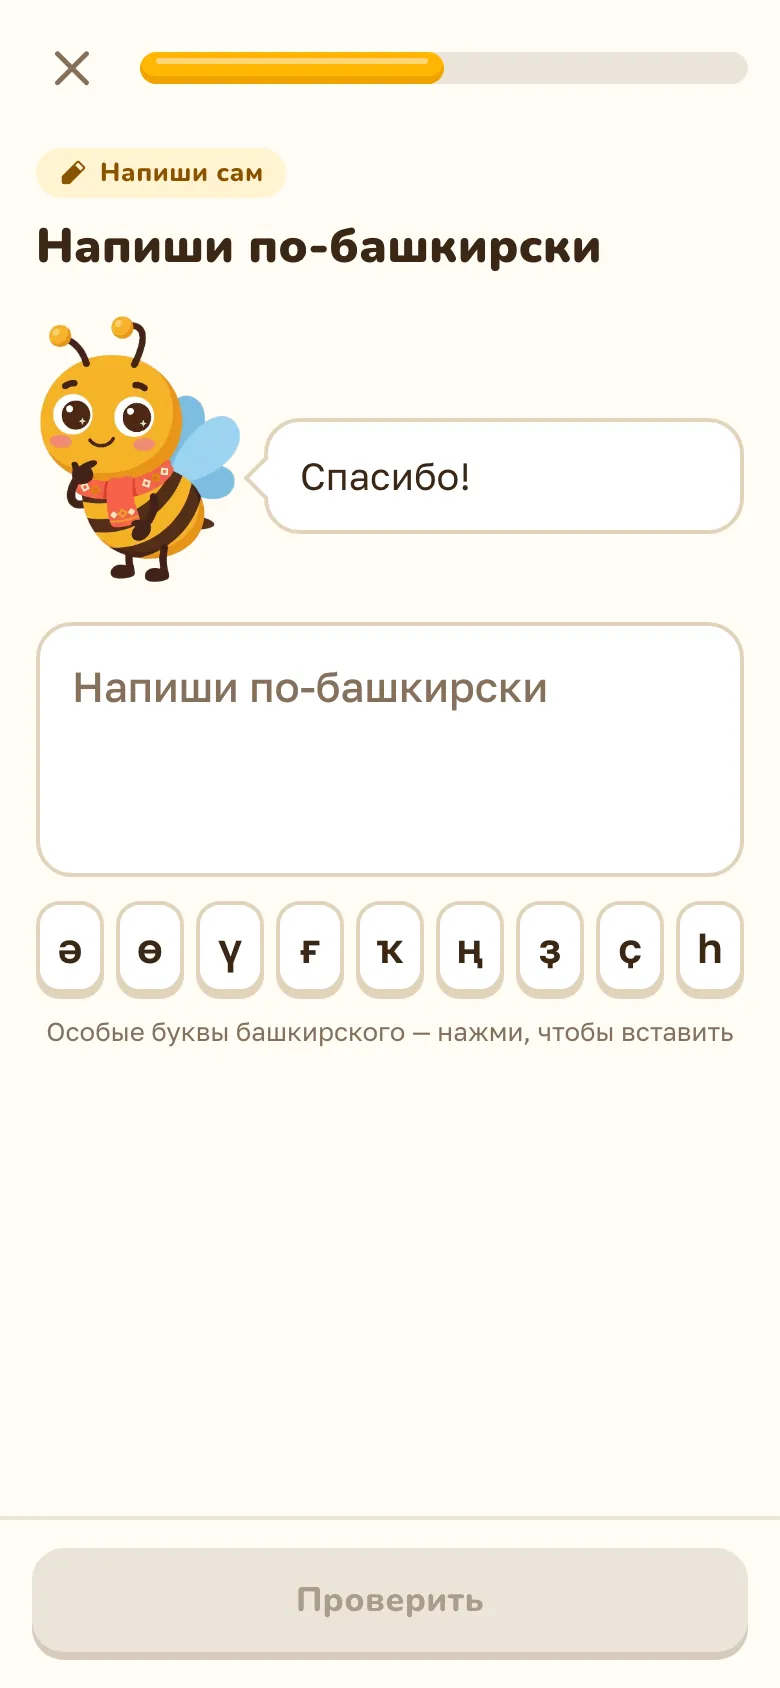 Напиши сам
Напиши по-башкирски
Спасибо!
Напиши по-башкирски
ә ө ү ғ ҡ ң ҙ ҫ һ
Особые буквы башкирского — нажми, чтобы вставить
Проверить